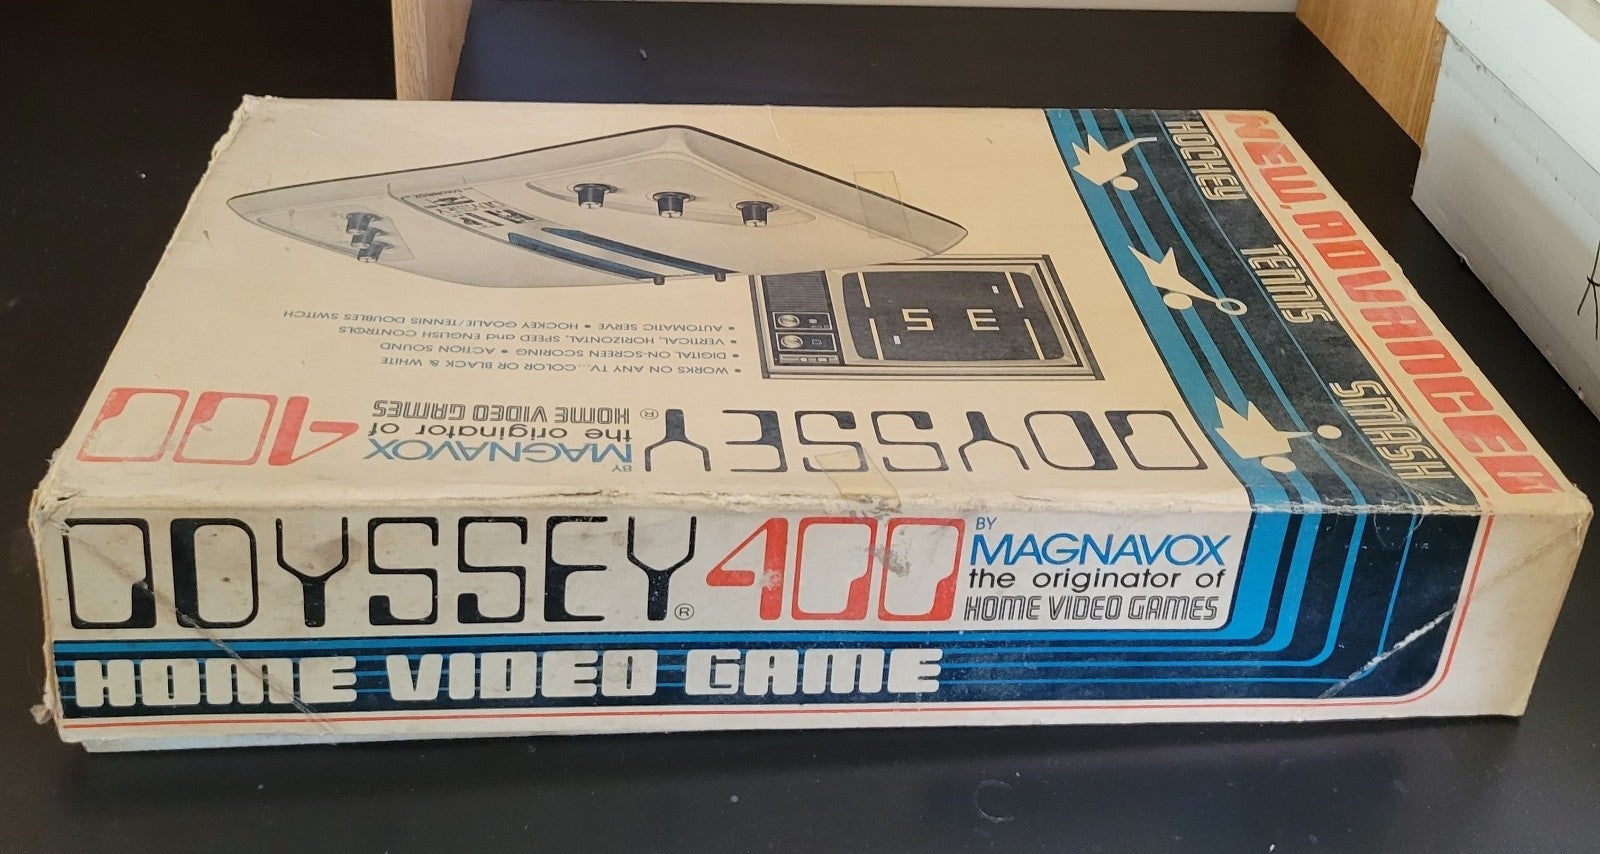 NEW, ADVANCED
HOCKEY TENNIS SMASH
ODYSSEY® 400
BY
MAGNAVOX
the originator of
HOME VIDEO GAMES
• WORKS ON ANY TV...COLOR OR BLACK & WHITE
• DIGITAL ON-SCREEN SCORING • ACTION SOUND
• VERTICAL, HORIZONTAL, SPEED and ENGLISH CONTROLS
• AUTOMATIC SERVE • HOCKEY GOALIE/TENNIS DOUBLES SWITCH
ODYSSEY® 400
BY
MAGNAVOX
the originator of
HOME VIDEO GAMES
HOME VIDEO GAME